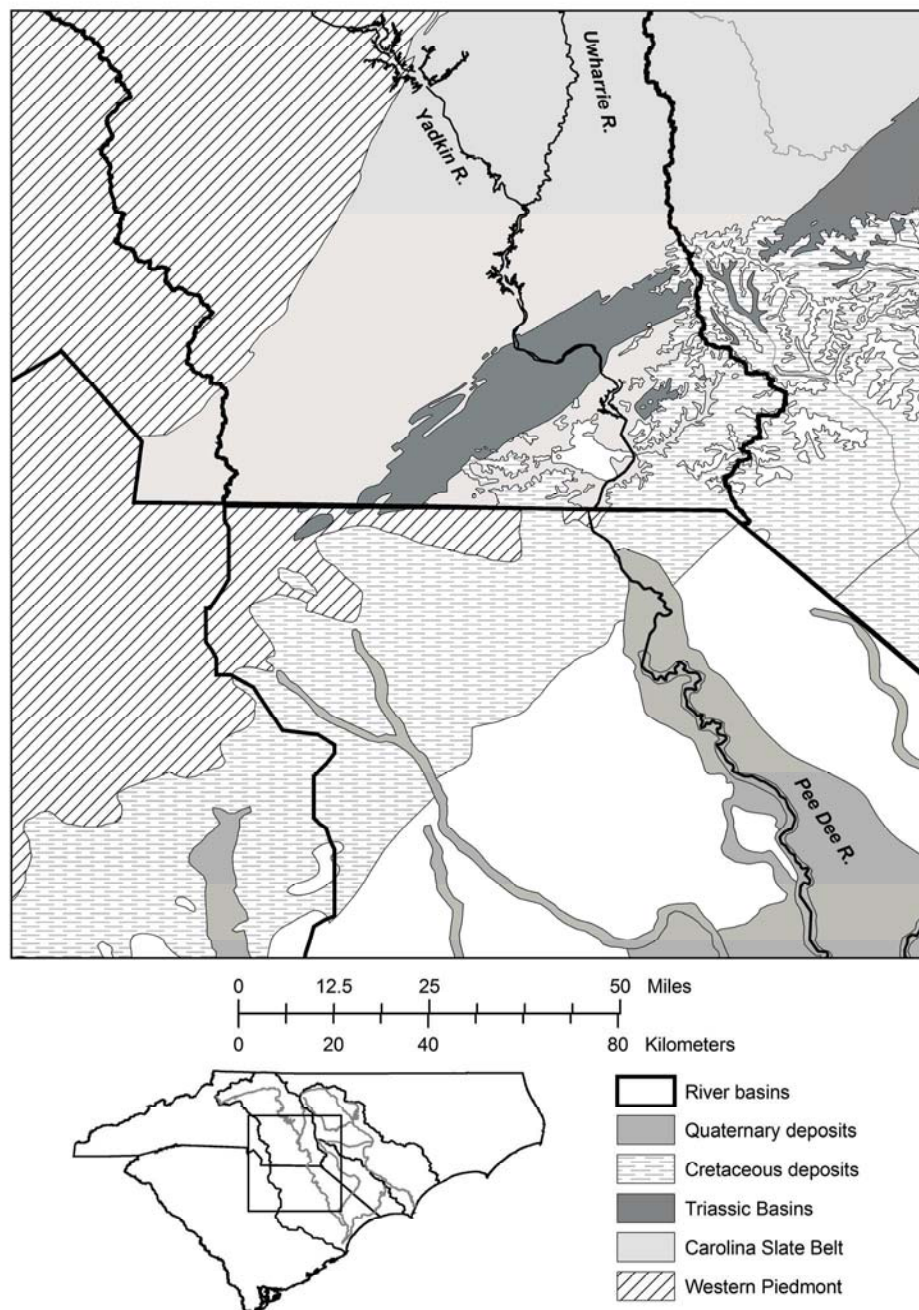 Uwharrie R.
Yadkin R.
Pee Dee R.
0 12.5 25 50 Miles
0 20 40 80 Kilometers
River basins
Quaternary deposits
Cretaceous deposits
Triassic Basins
Carolina Slate Belt
Western Piedmont